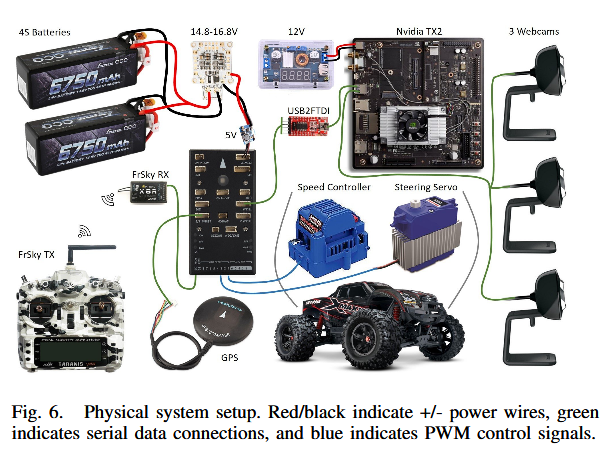 4S Batteries
14.8-16.8V
12V
Nvidia TX2
3 Webcams
6750mAh
6750mAh
USB2FTDI
5V
FrSky RX
X8R
Speed Controller
Steering Servo
FrSky TX
TARANIS
GPS
Fig. 6. Physical system setup. Red/black indicate +/- power wires, green
indicates serial data connections, and blue indicates PWM control signals.